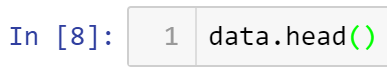 In [8]: 1 data.head()